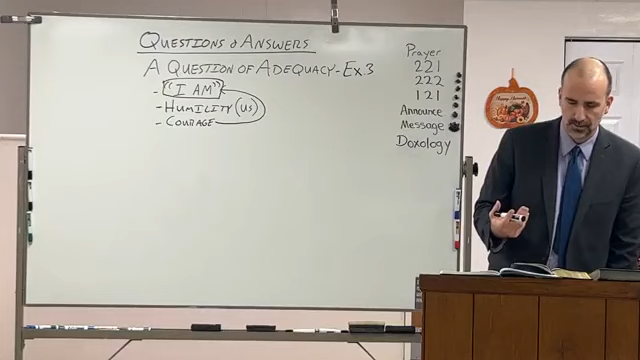 QUESTIONS & ANSWERS
A QUESTION OF ADEQUACY-EX.3
- "I AM"
- HUMILITY (US)
- COURAGE
Prayer
221
222
121
Announce
Message
Doxology